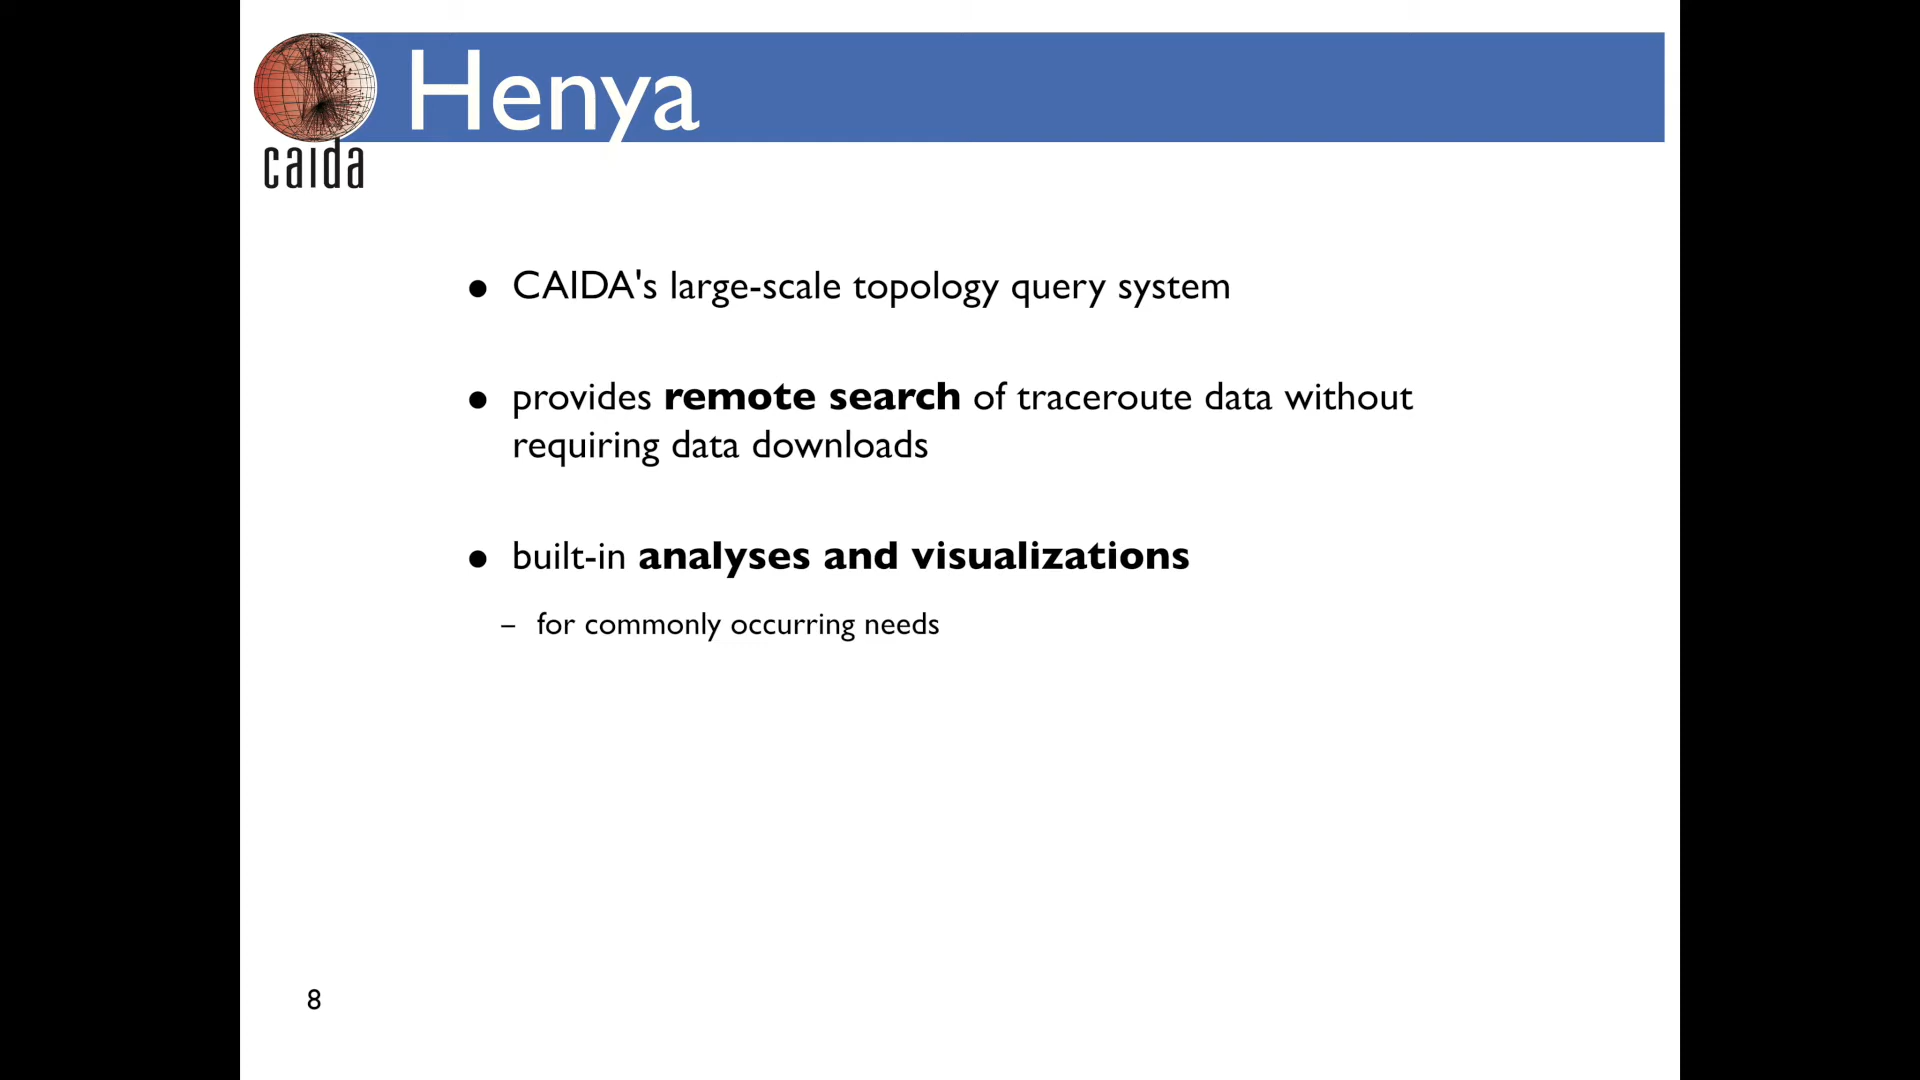 Henya
caida
• CAIDA's large-scale topology query system
• provides remote search of traceroute data without
requiring data downloads
• built-in analyses and visualizations
– for commonly occurring needs
8